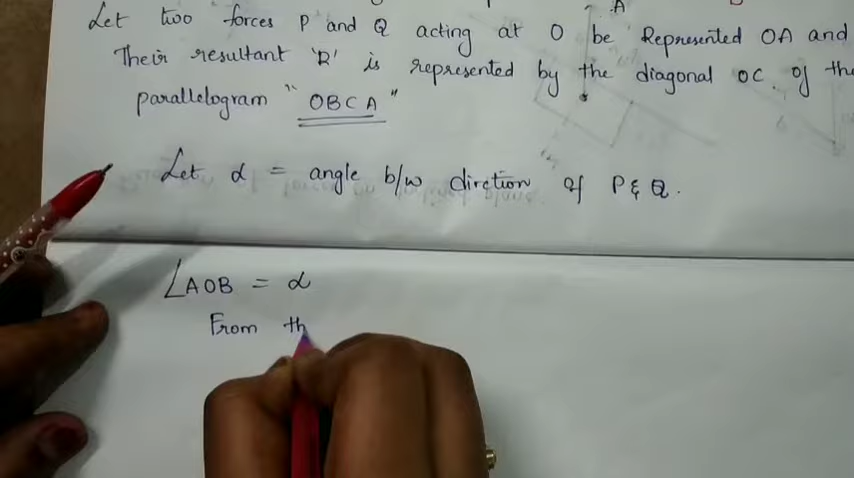 Let two forces P and Q acting at O be Represented OA and
Their resultant 'R' is represented by the diagonal OC of the
parallelogram "OBCA"
A
Let α = angle b/w dirction of P & Q.
∠AOB = α
From th